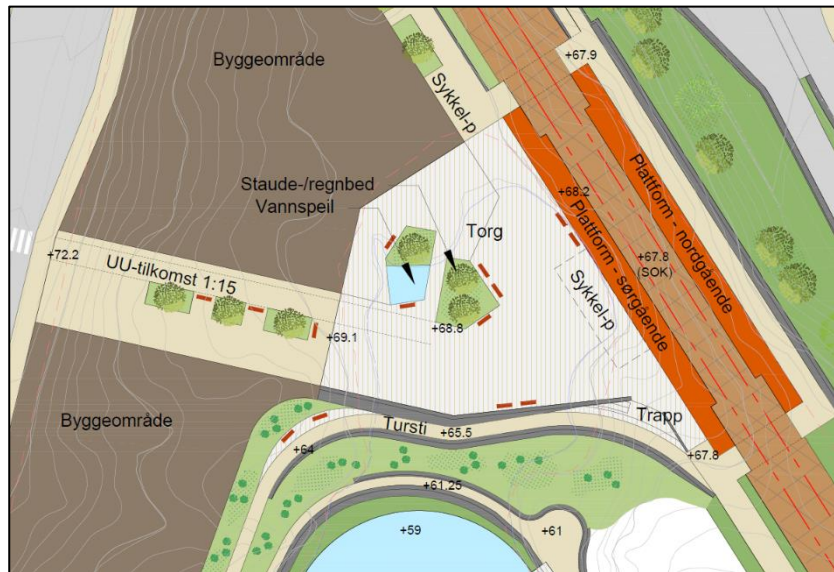 Byggeområde
+67.9
Sykkel-p
Staude-/regnbed
Vannspeil
+68.2
Plattform - nordgående
Torg
+72.2
UU-tilkomst 1:15
+67.8
(SOK)
Plattform - sørgående
Sykkel-p
+68.8
+69.1
Byggeområde
Tursti
Trapp
+65.5
+64
+67.8
+61.25
+59
+61